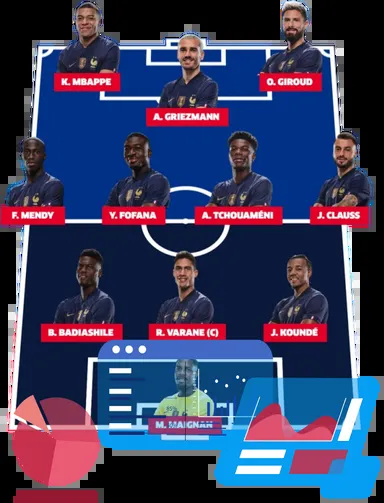 K. MBAPPE
O. GIROUD
A. GRIEZMANN
F. MENDY
Y. FOFANA
A. TCHOUAMÉNI
J. CLAUSS
B. BADIASHILE
R. VARANE (C)
J. KOUNDÉ
M. MAIGNAN